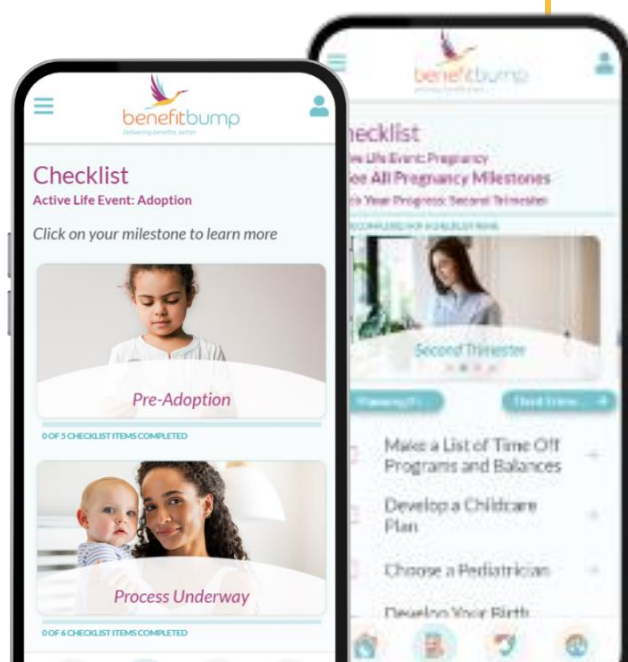 benefitbump
Delivering benefits, better
Checklist
Active Life Event: Adoption
Click on your milestone to learn more
Pre-Adoption
0 OF 5 CHECKLIST ITEMS COMPLETED
Process Underway
0 OF 6 CHECKLIST ITEMS COMPLETED
benefitbump
hecklist
ve Life Event: Pregnancy
ee All Pregnancy Milestones
Your Progress: Second Trimester
Second Trimester
Make a List of Time Off
Programs and Balances
Develop a Childcare
Plan
Choose a Pediatrician
Develop Your Birth